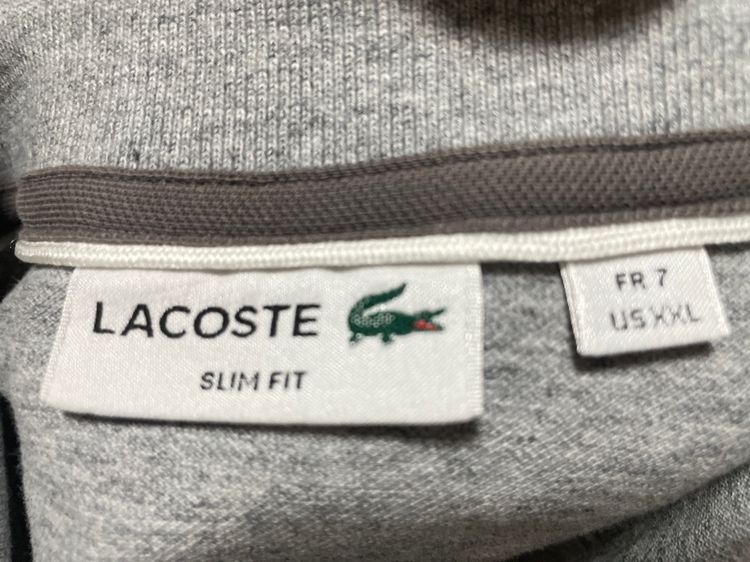 LACOSTE
SLIM FIT
FR 7
US XXL